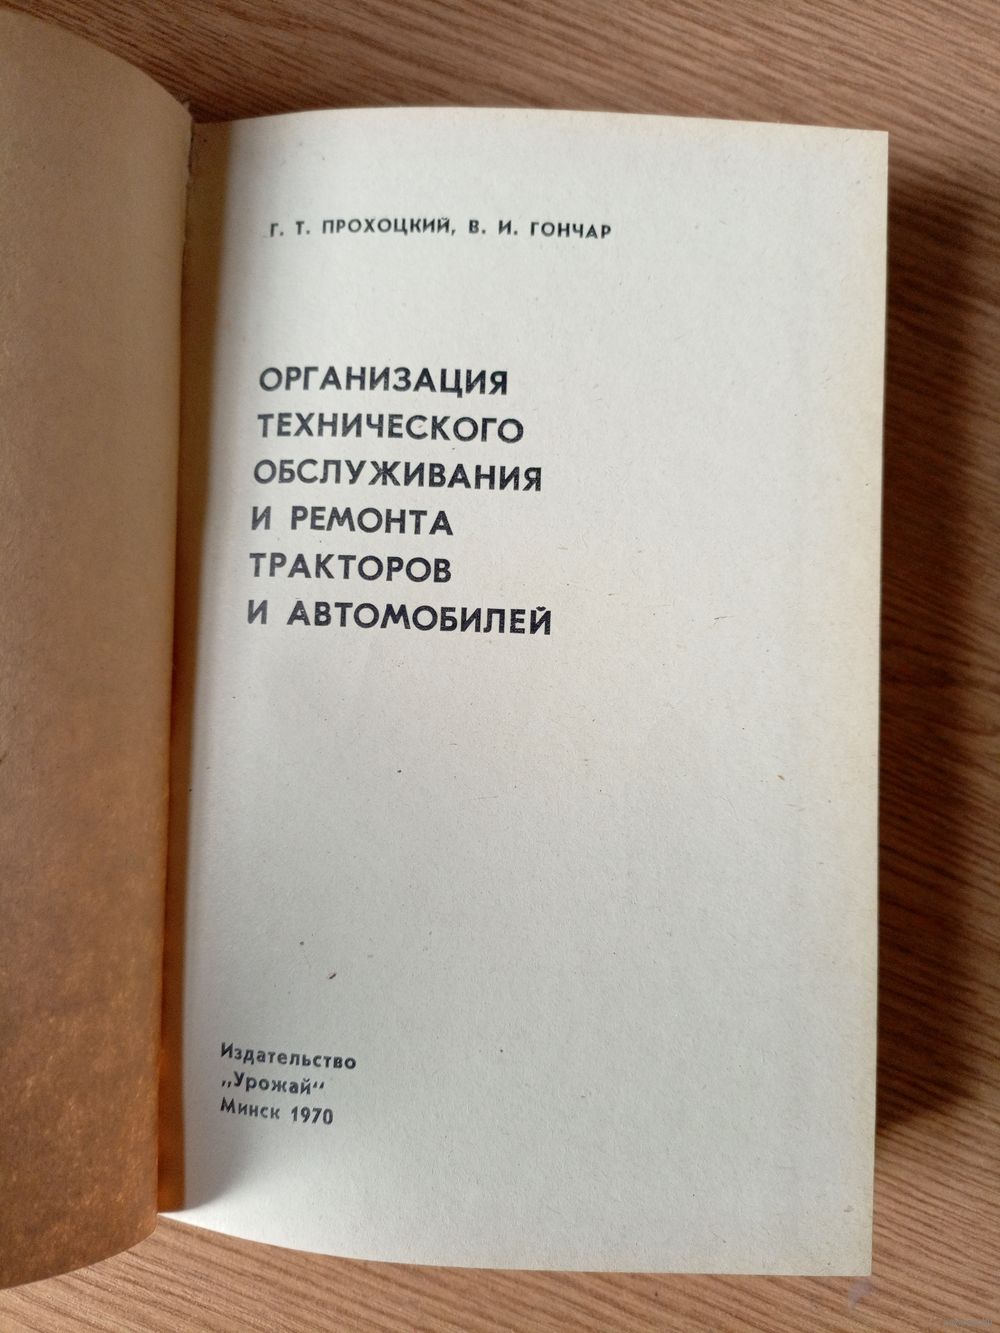 Г. Т. ПРОХОЦКИЙ, В. И. ГОНЧАР
ОРГАНИЗАЦИЯ
ТЕХНИЧЕСКОГО
ОБСЛУЖИВАНИЯ
И РЕМОНТА
ТРАКТОРОВ
И АВТОМОБИЛЕЙ
Издательство
„Урожай“
Минск 1970